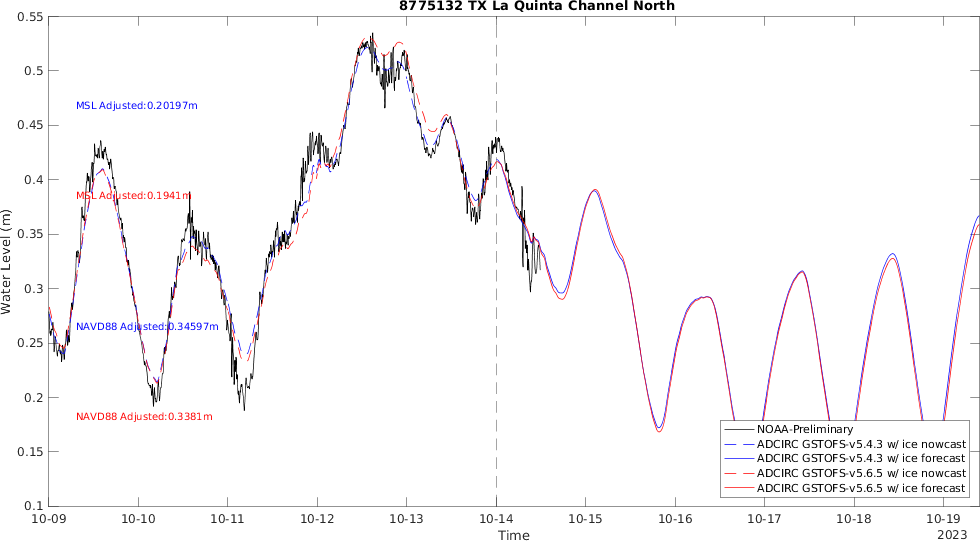 8775132 TX La Quinta Channel North
0.55
0.5
0.45
0.4
0.35
0.3
0.25
0.2
0.15
0.1
Water Level (m)
MSL Adjusted:0.20197m
MSL Adjusted:0.1941m
NAVD88 Adjusted:0.34597m
NAVD88 Adjusted:0.3381m
NOAA-Preliminary
ADCIRC GSTOFS-v5.4.3 w/ ice nowcast
ADCIRC GSTOFS-v5.4.3 w/ ice forecast
ADCIRC GSTOFS-v5.6.5 w/ ice nowcast
ADCIRC GSTOFS-v5.6.5 w/ ice forecast
10-09 10-10 10-11 10-12 10-13 10-14 10-15 10-16 10-17 10-18 10-19
Time
2023